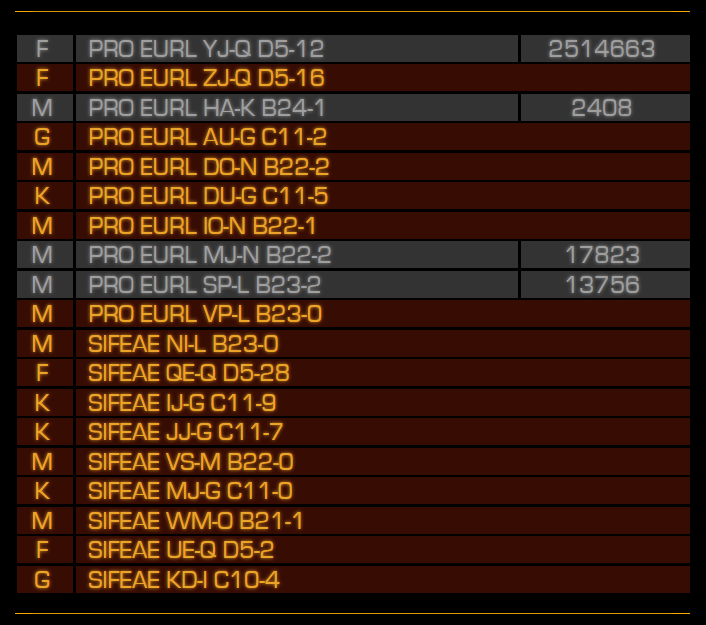 F PRO EURL YJ-Q D5-12 2514663
F PRO EURL ZJ-Q D5-16
M PRO EURL HA-K B24-1 2408
G PRO EURL AU-G C11-2
M PRO EURL DO-N B22-2
K PRO EURL DU-G C11-5
M PRO EURL IO-N B22-1
M PRO EURL MJ-N B22-2 17823
M PRO EURL SP-L B23-2 13756
M PRO EURL VP-L B23-0
M SIFEAE NI-L B23-0
F SIFEAE QE-Q D5-28
K SIFEAE IJ-G C11-9
K SIFEAE JJ-G C11-7
M SIFEAE VS-M B22-0
K SIFEAE MJ-G C11-0
M SIFEAE WM-O B21-1
F SIFEAE UE-Q D5-2
G SIFEAE KD-I C10-4